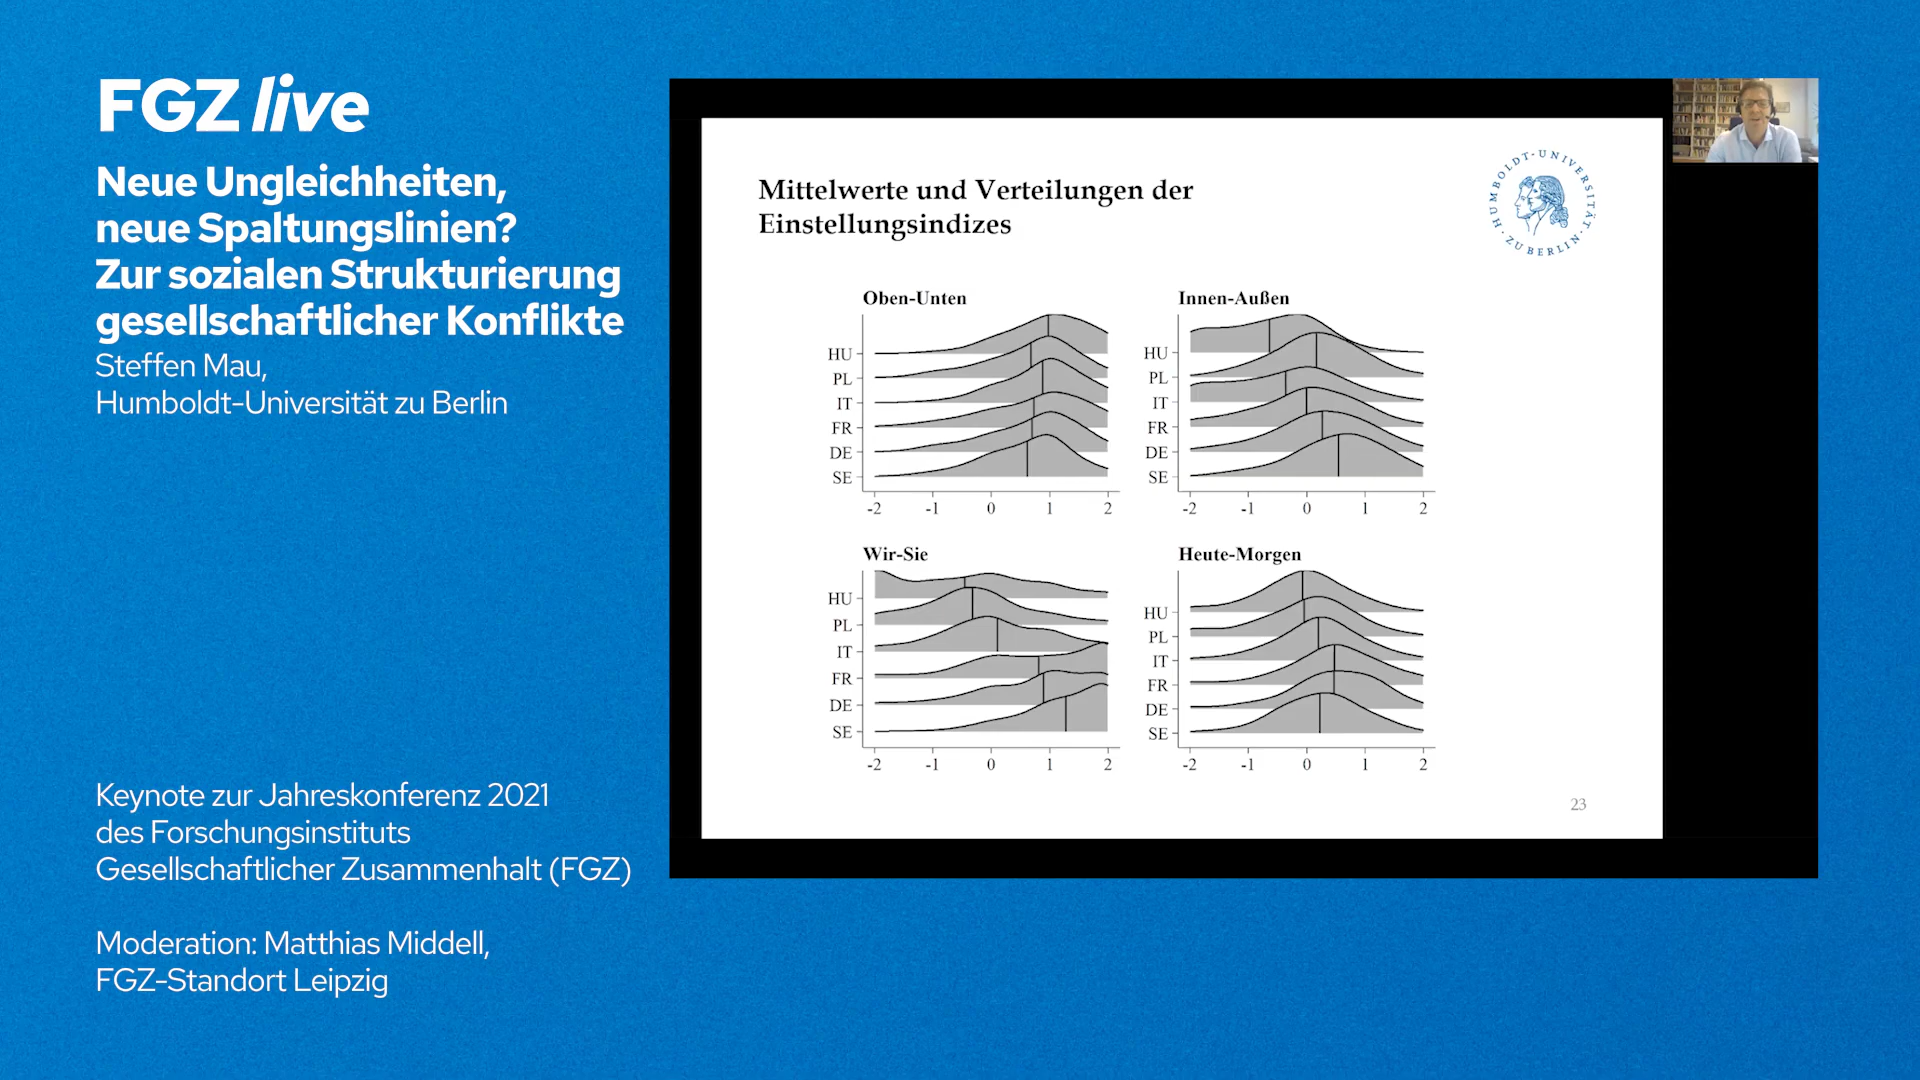 FGZ live
Neue Ungleichheiten,
neue Spaltungslinien?
Zur sozialen Strukturierung
gesellschaftlicher Konflikte
Steffen Mau,
Humboldt-Universität zu Berlin
Keynote zur Jahreskonferenz 2021
des Forschungsinstituts
Gesellschaftlicher Zusammenhalt (FGZ)
Moderation: Matthias Middell,
FGZ-Standort Leipzig
Mittelwerte und Verteilungen der
Einstellungsindizes
HUMBOLDT-UNIVERSITÄT ZU BERLIN
Oben-Unten
HU
PL
IT
FR
DE
SE
-2 -1 0 1 2
Innen-Außen
HU
PL
IT
FR
DE
SE
-2 -1 0 1 2
Wir-Sie
HU
PL
IT
FR
DE
SE
-2 -1 0 1 2
Heute-Morgen
HU
PL
IT
FR
DE
SE
-2 -1 0 1 2
23